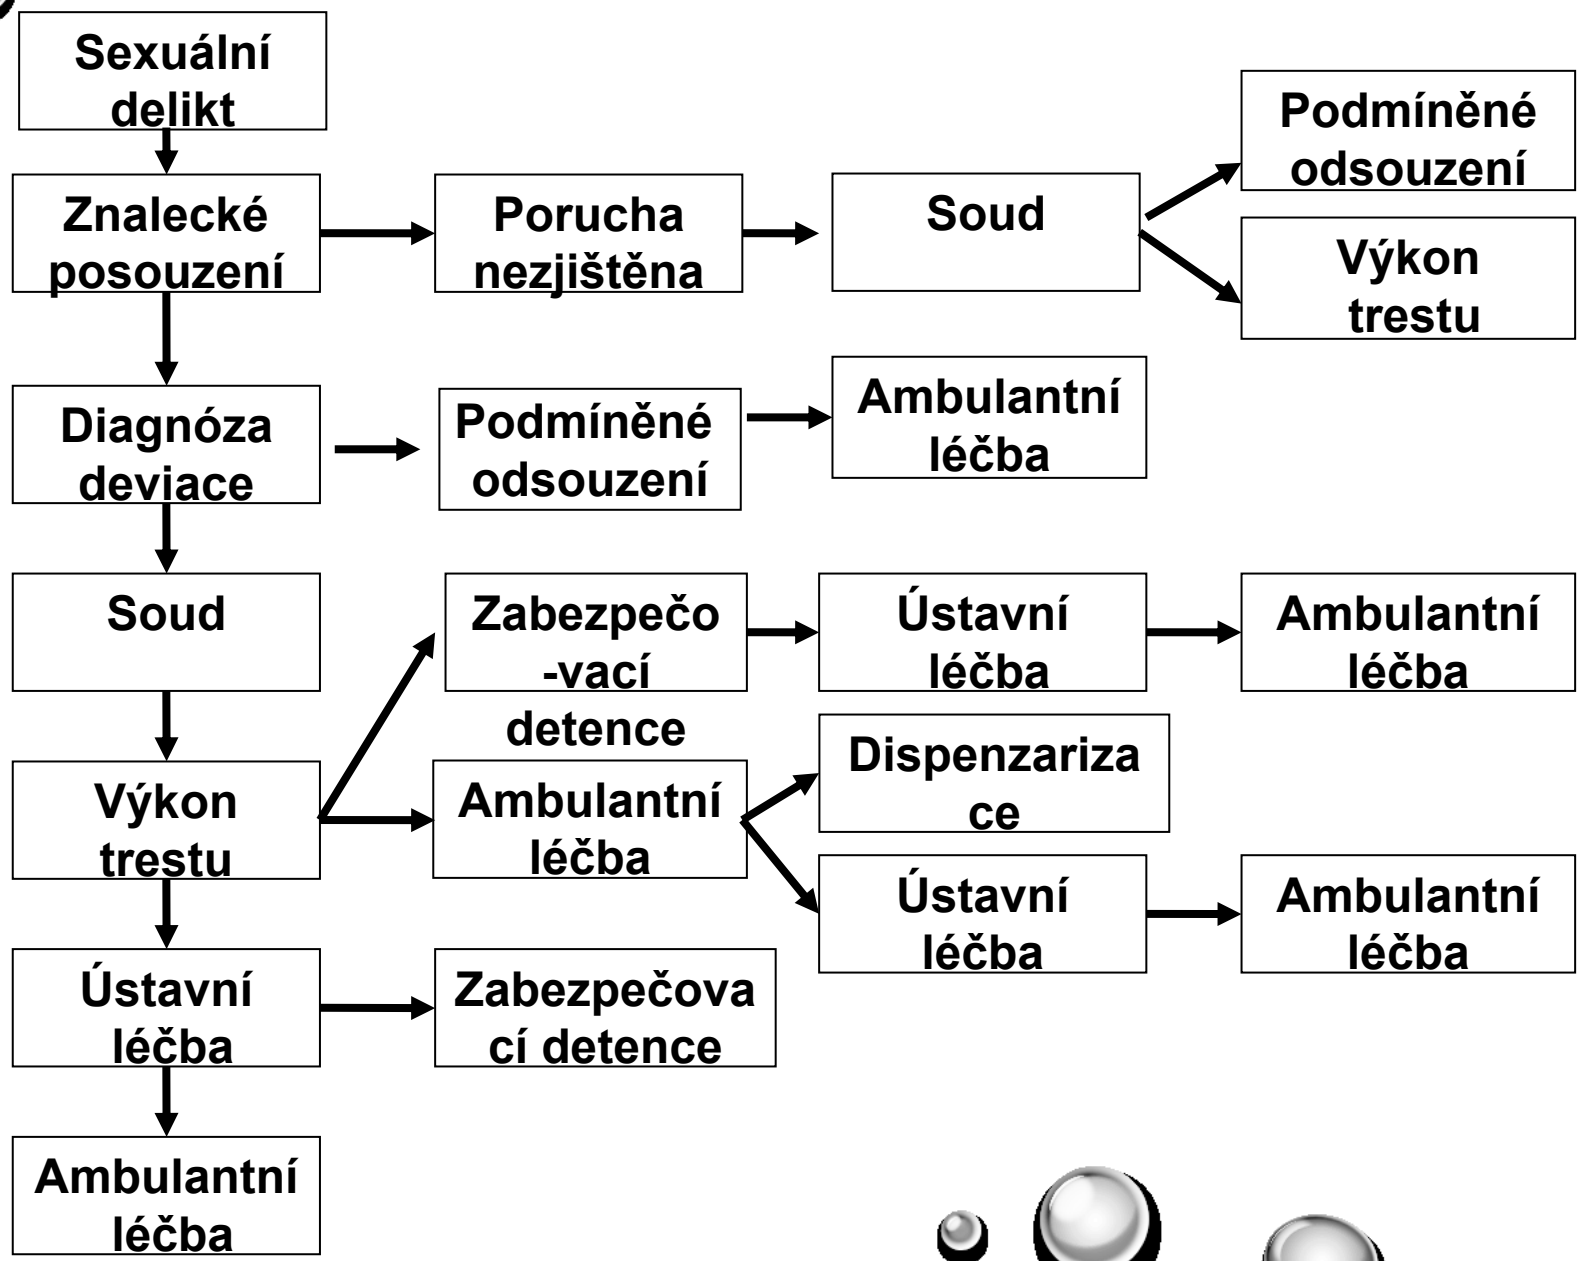 Sexuální
delikt
Podmíněné
odsouzení
Znalecké
posouzení
Porucha
nezjištěna
Soud
Výkon
trestu
Diagnóza
deviace
Podmíněné
odsouzení
Ambulantní
léčba
Soud
Zabezpečo
-vací
detence
Ústavní
léčba
Ambulantní
léčba
Výkon
trestu
Ambulantní
léčba
Dispenzariza
ce
Ústavní
léčba
Ambulantní
léčba
Ústavní
léčba
Zabezpečova
cí detence
Ambulantní
léčba